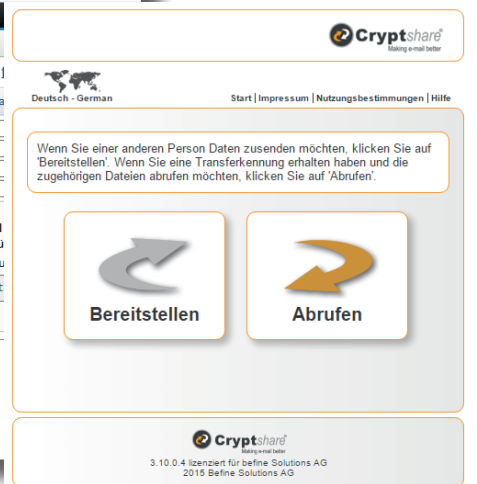 Cryptshare
Making e-mail better
Deutsch - German
Start | Impressum | Nutzungsbestimmungen | Hilfe
Wenn Sie einer anderen Person Daten zusenden möchten, klicken Sie auf
'Bereitstellen'. Wenn Sie eine Transferkennung erhalten haben und die
zugehörigen Dateien abrufen möchten, klicken Sie auf 'Abrufen'.
Bereitstellen
Abrufen
Cryptshare
Making e-mail better
3.10.0.4 lizenziert für befine Solutions AG
2015 Befine Solutions AG